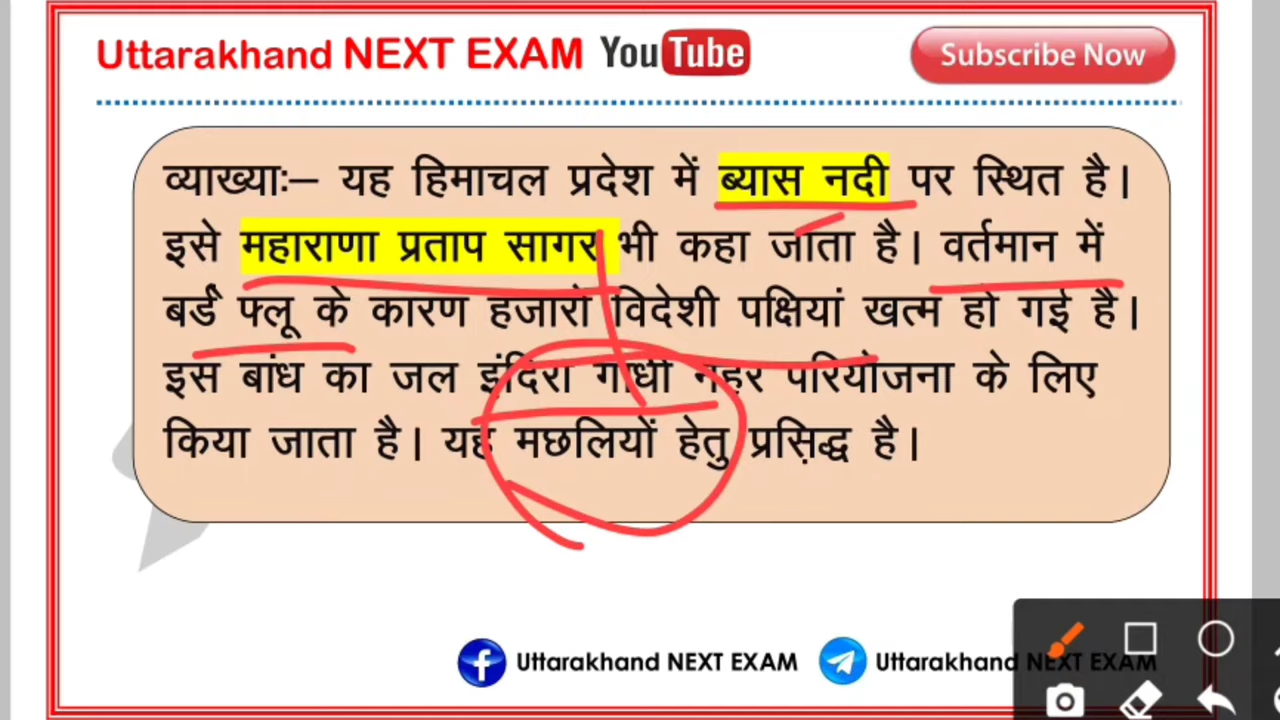 Uttarakhand NEXT EXAM YouTube Subscribe Now
व्याख्याः– यह हिमाचल प्रदेश में ब्यास नदी पर स्थित है।
इसे महाराणा प्रताप सागर भी कहा जाता है। वर्तमान में
बर्ड फ्लू के कारण हजारो विदेशी पक्षियां खत्म हो गई है।
इस बांध का जल इंदिरा गांधी नहर परियोजना के लिए
किया जाता है। यह मछलियों हेतु प्रसि़द्ध है।
Uttarakhand NEXT EXAM Uttarakhand NEXT EXAM